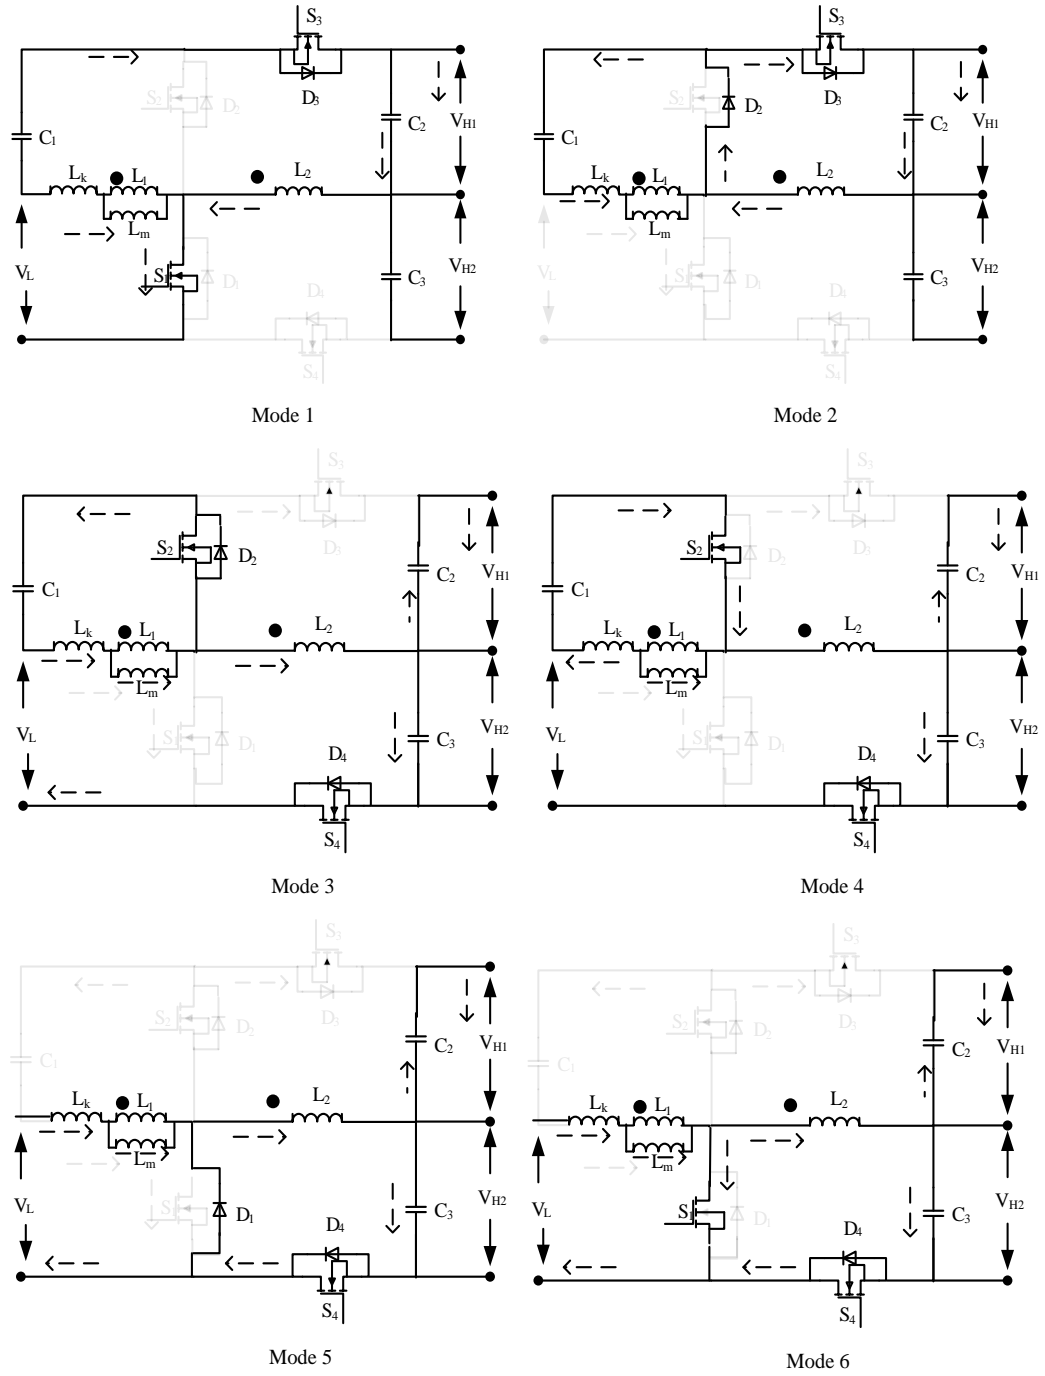 S3
D3
S2
D2
C1
C2
VH1
Lk
L1
L2
Lm
VL
S1
D1
C3
VH2
D4
S4
Mode 1
S3
D3
S2
D2
C1
C2
VH1
Lk
L1
L2
Lm
VL
S1
D1
C3
VH2
D4
S4
Mode 2
S3
D3
S2
D2
C1
C2
VH1
Lk
L1
L2
Lm
VL
S1
D1
C3
VH2
D4
S4
Mode 3
S3
D3
S2
D2
C1
C2
VH1
Lk
L1
L2
Lm
VL
S1
D1
C3
VH2
D4
S4
Mode 4
S3
D3
S2
D2
C1
C2
VH1
Lk
L1
L2
Lm
VL
S1
D1
C3
VH2
D4
S4
Mode 5
S3
D3
S2
D2
C1
C2
VH1
Lk
L1
L2
Lm
VL
S1
D1
C3
VH2
D4
S4
Mode 6